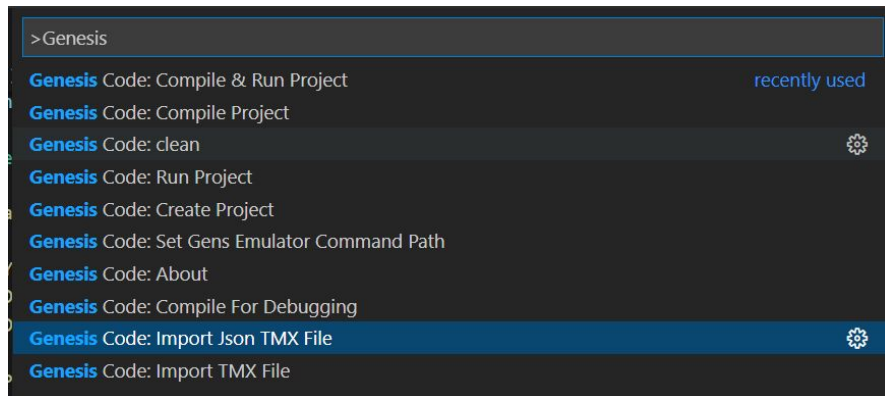 >Genesis
Genesis Code: Compile & Run Project recently used
Genesis Code: Compile Project
Genesis Code: clean
Genesis Code: Run Project
Genesis Code: Create Project
Genesis Code: Set Gens Emulator Command Path
Genesis Code: About
Genesis Code: Compile For Debugging
Genesis Code: Import Json TMX File
Genesis Code: Import TMX File